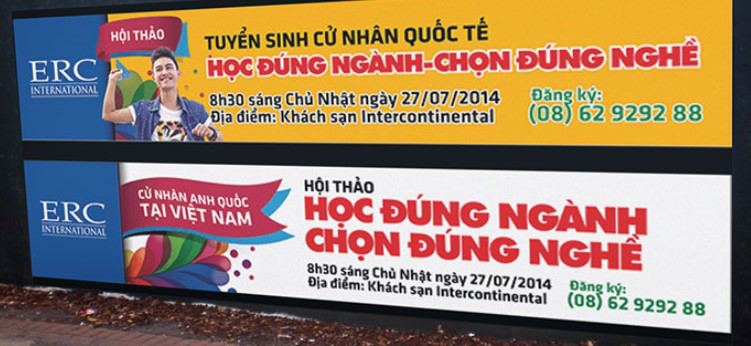 ERC
INTERNATIONAL
HỘI THẢO
TUYỂN SINH CỬ NHÂN QUỐC TẾ
HỌC ĐÚNG NGÀNH-CHỌN ĐÚNG NGHỀ
8h30 sáng Chủ Nhật ngày 27/07/2014
Địa điểm: Khách sạn Intercontinental
Đăng ký:
(08) 62 9292 88
ERC
INTERNATIONAL
CỬ NHÂN ANH QUỐC
TẠI VIỆT NAM
HỘI THẢO
HỌC ĐÚNG NGÀNH
CHỌN ĐÚNG NGHỀ
8h30 sáng Chủ Nhật ngày 27/07/2014
Địa điểm: Khách sạn Intercontinental
Đăng ký:
(08) 62 9292 88